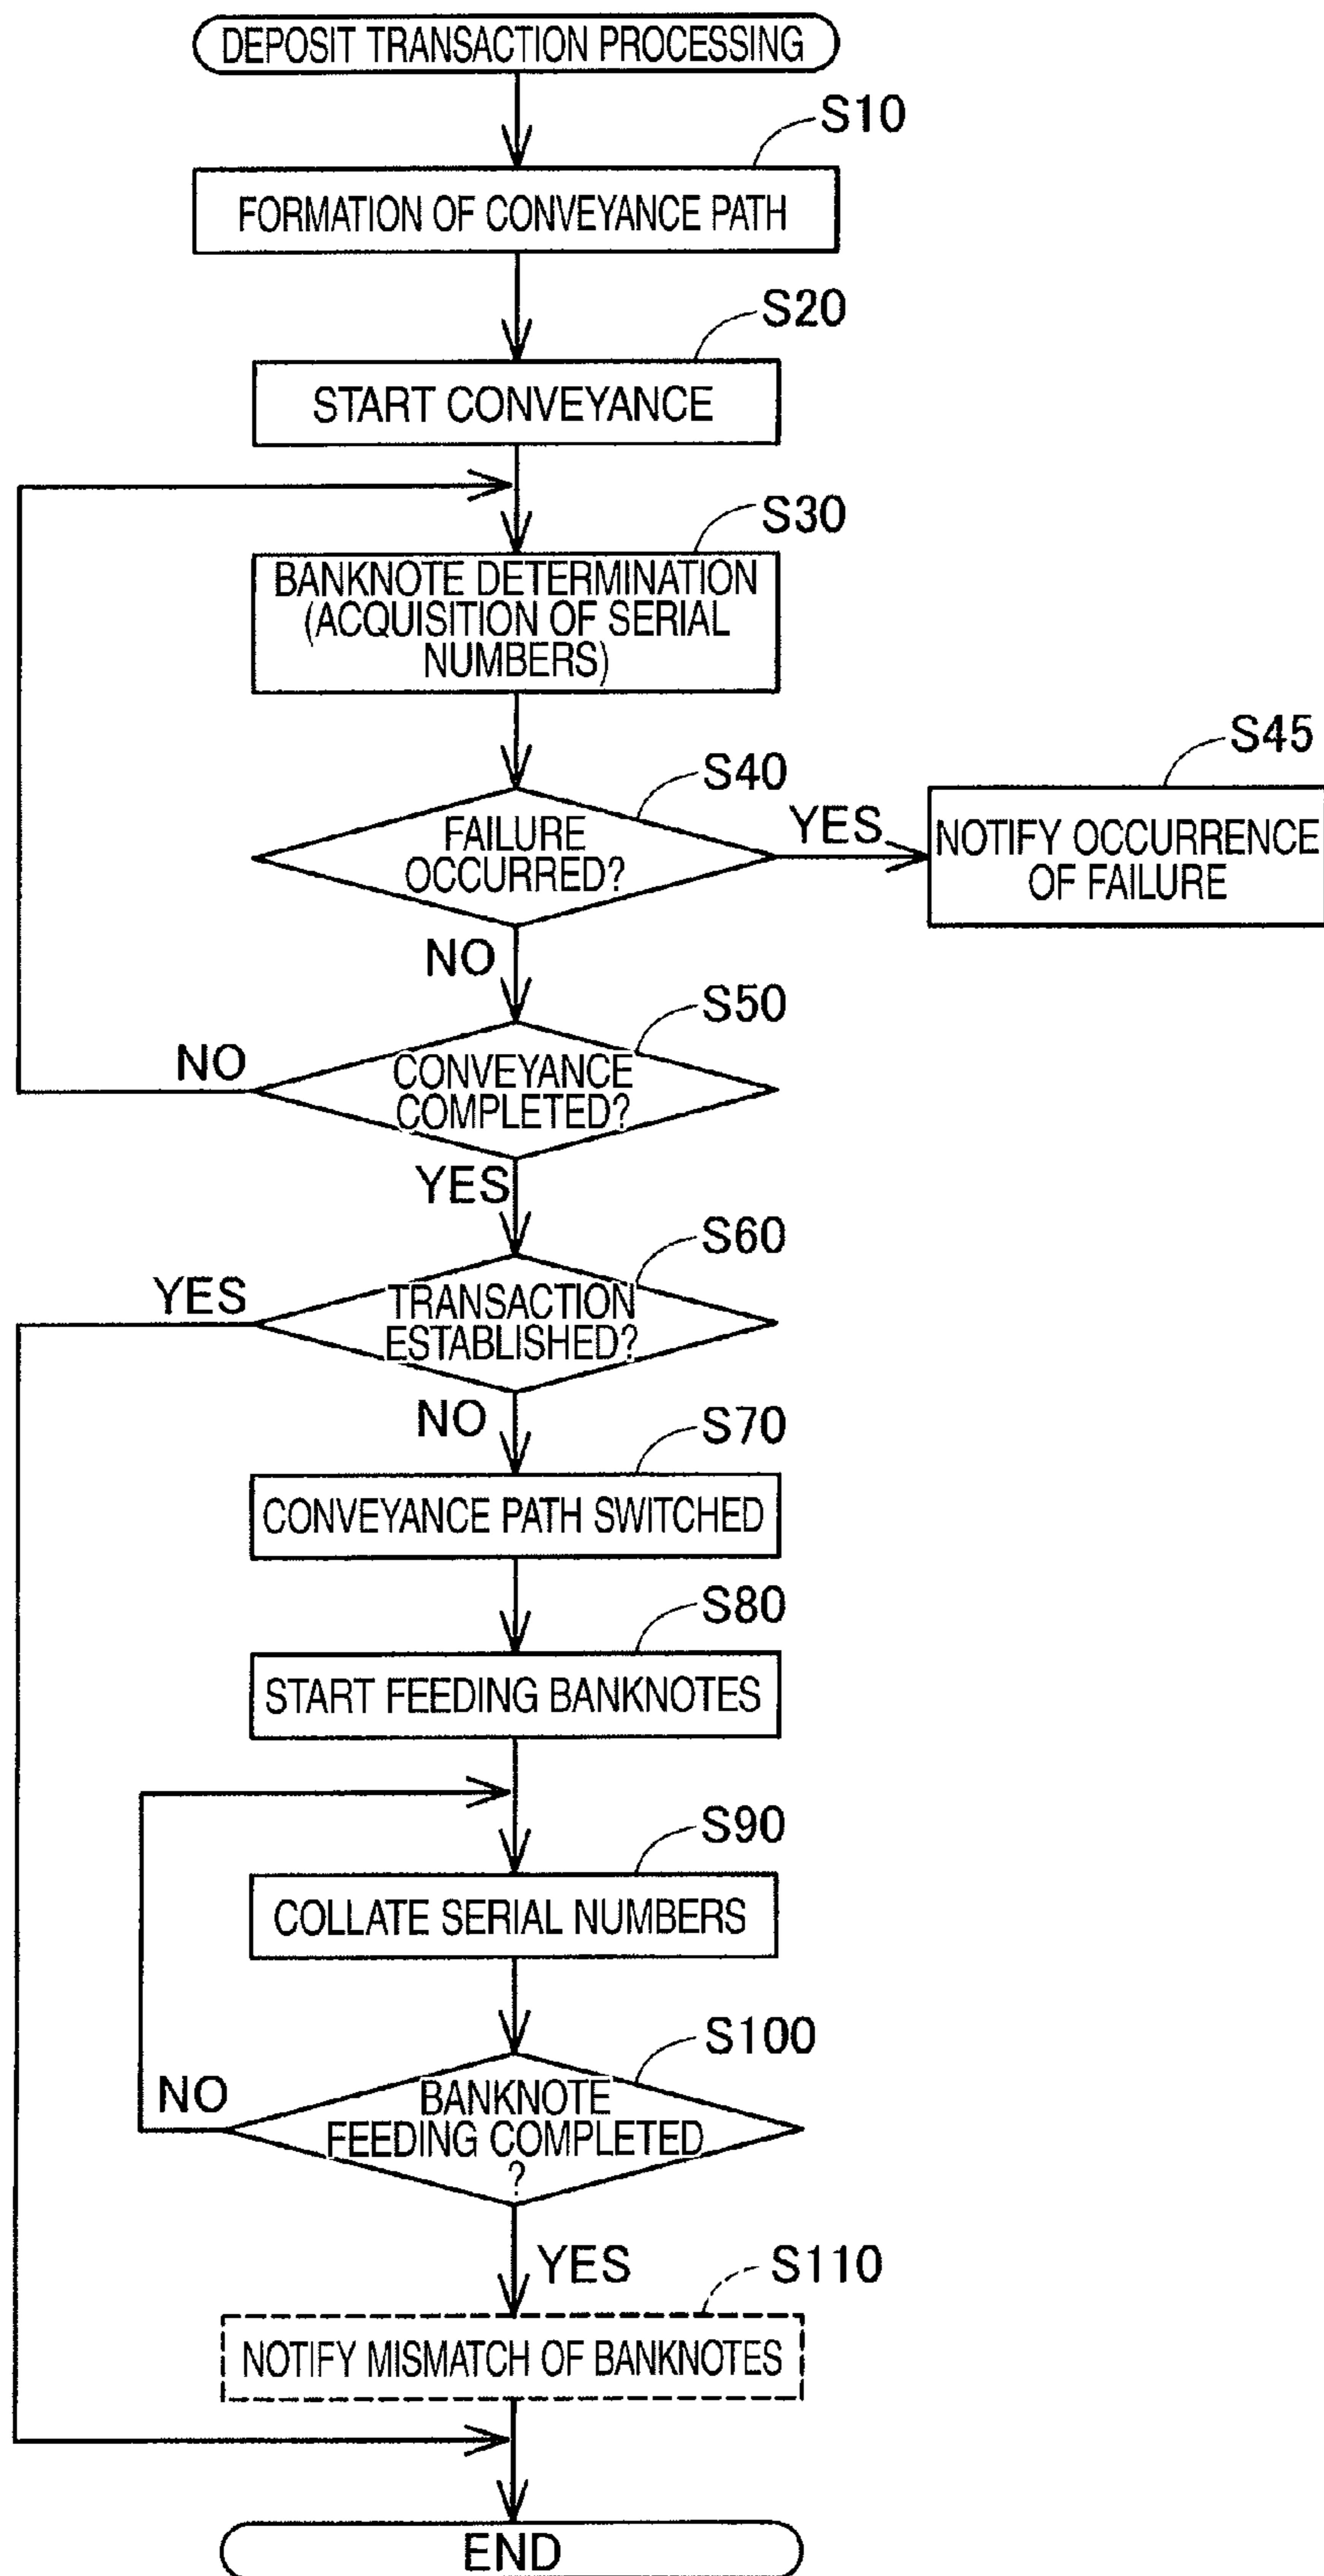 DEPOSIT TRANSACTION PROCESSING
S10
FORMATION OF CONVEYANCE PATH
S20
START CONVEYANCE
S30
BANKNOTE DETERMINATION
(ACQUISITION OF SERIAL
NUMBERS)
S40
FAILURE
OCCURRED?
YES
S45
NOTIFY OCCURRENCE
OF FAILURE
NO
S50
CONVEYANCE
COMPLETED?
NO
YES
S60
TRANSACTION
ESTABLISHED?
YES
NO
S70
CONVEYANCE PATH SWITCHED
S80
START FEEDING BANKNOTES
S90
COLLATE SERIAL NUMBERS
S100
BANKNOTE
FEEDING COMPLETED
?
NO
YES
S110
NOTIFY MISMATCH OF BANKNOTES
END